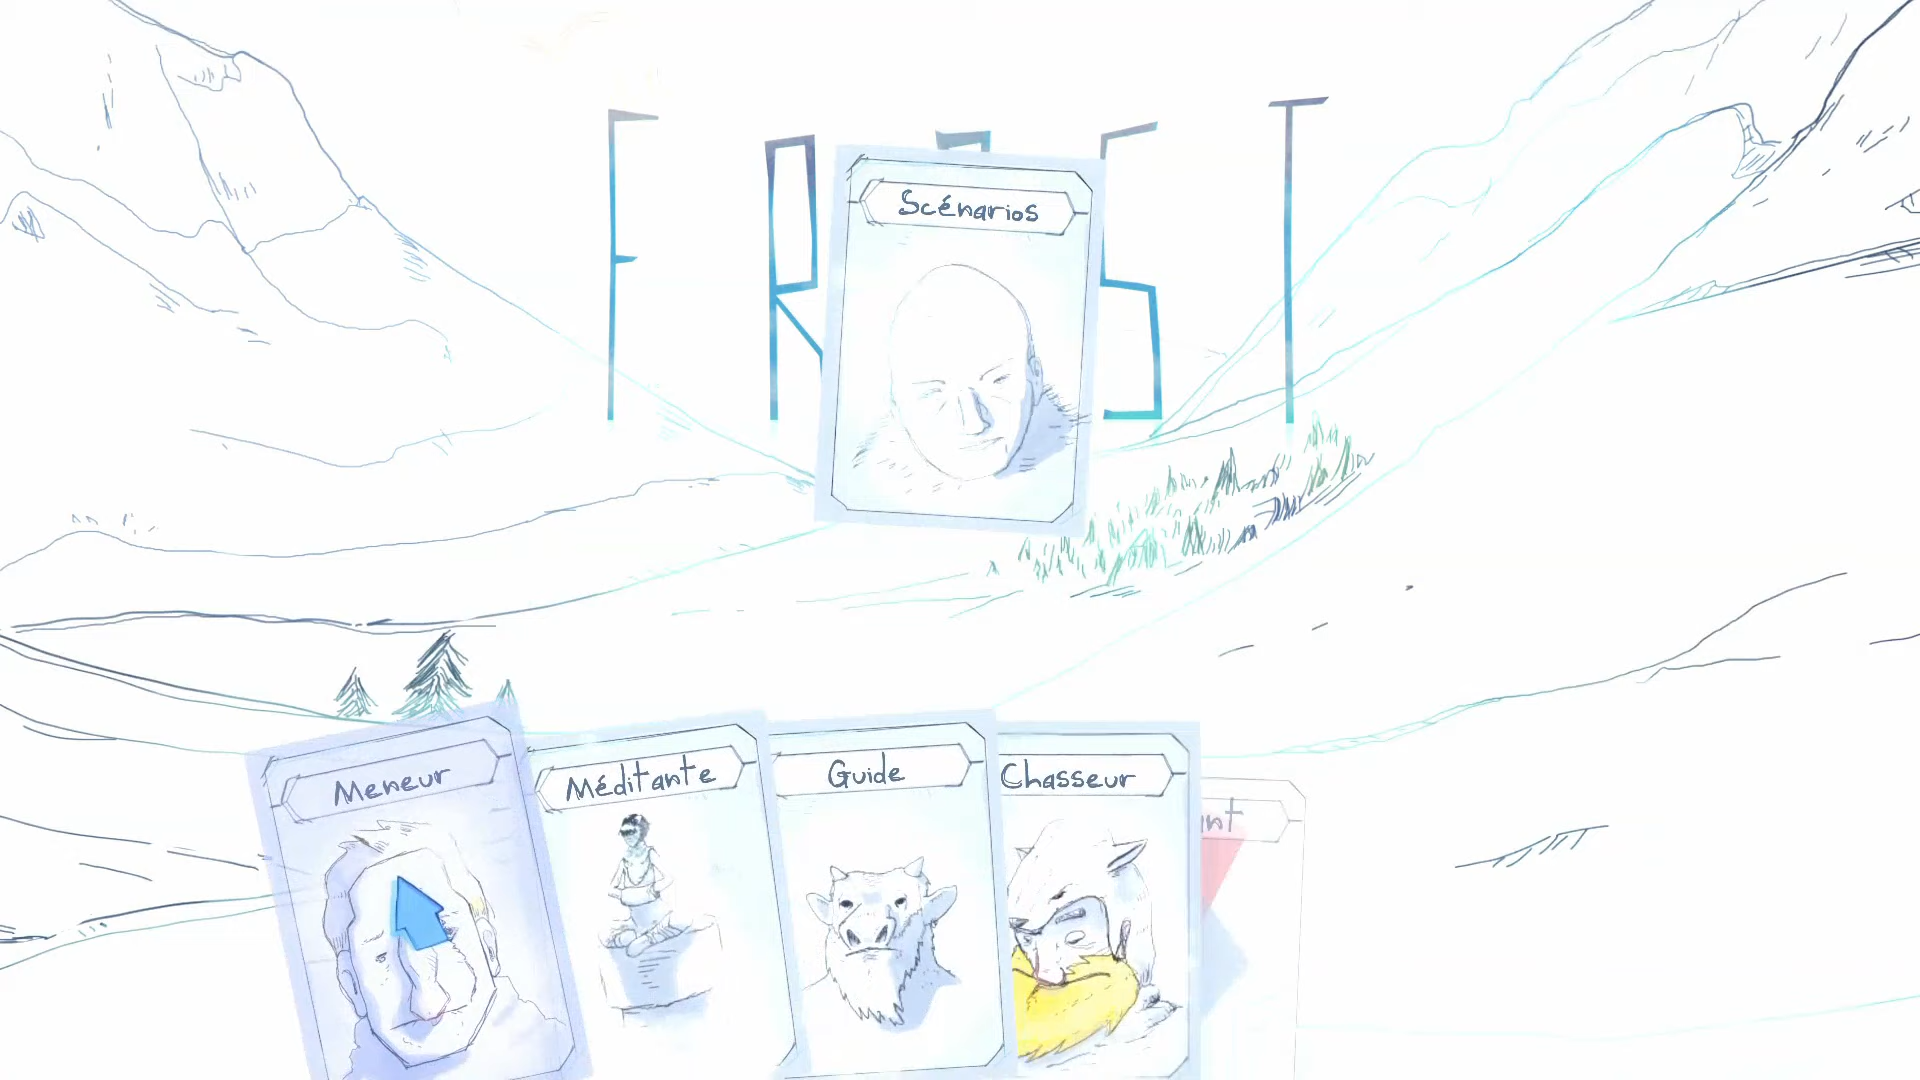 FROST
Scénarios
Meneur
Méditante
Guide
Chasseur